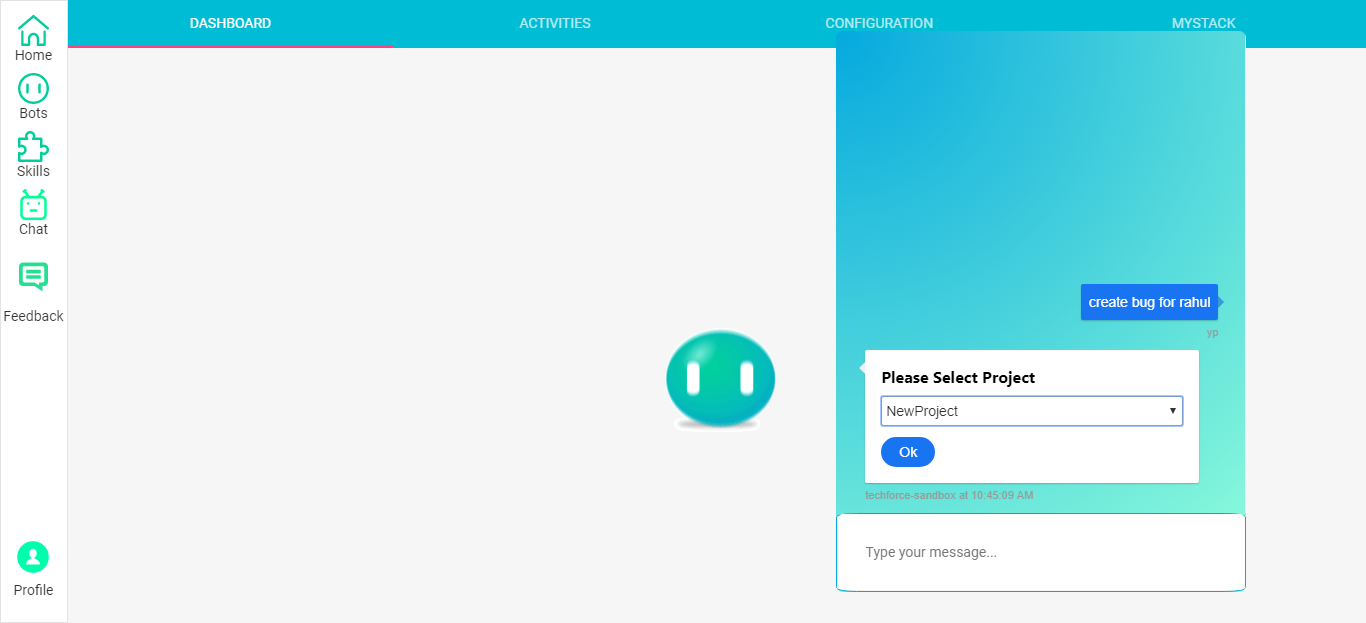 Home
Bots
Skills
Chat
Feedback
Profile
DASHBOARD
ACTIVITIES
CONFIGURATION
MYSTACK
create bug for rahul
yp
Please Select Project
NewProject
Ok
techforce-sandbox at 10:45:09 AM
Type your message...